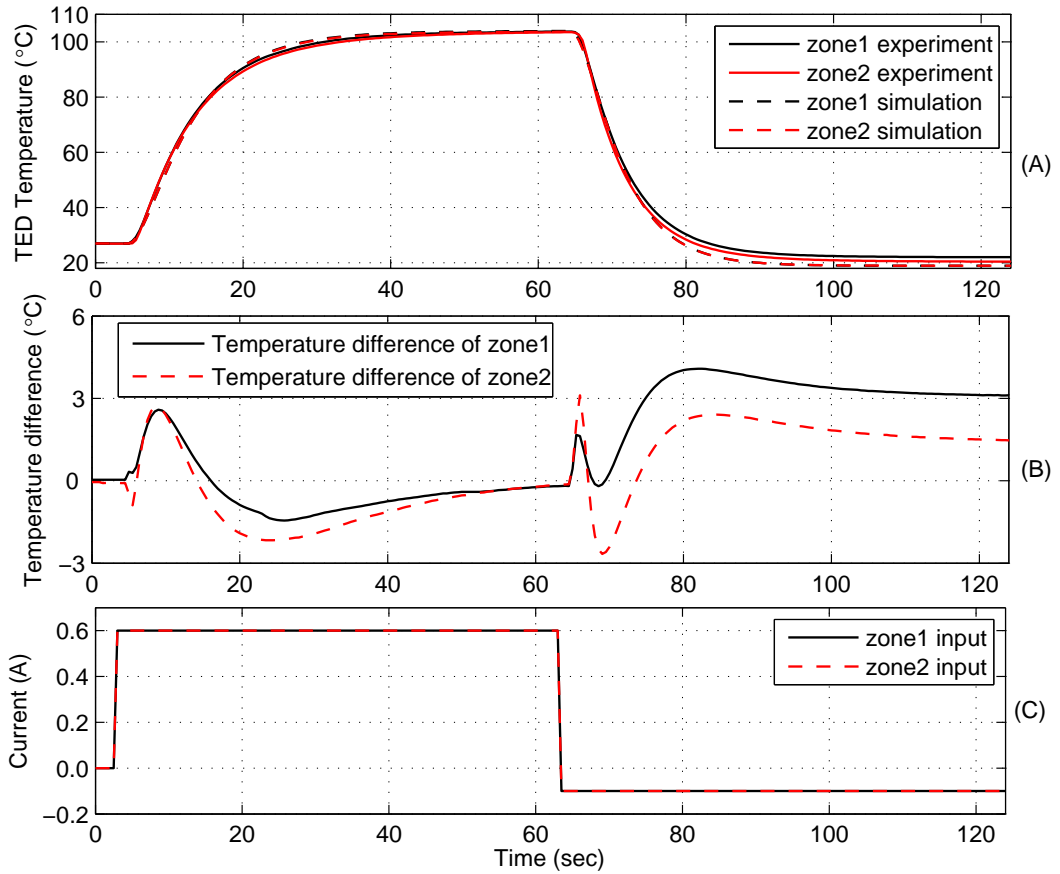 TED Temperature (°C)
110
100
80
60
40
20
0
20
40
60
80
100
120
zone1 experiment
zone2 experiment
zone1 simulation
zone2 simulation
(A)
Temperature difference (°C)
6
3
0
−3
0
20
40
60
80
100
120
Temperature difference of zone1
Temperature difference of zone2
(B)
Current (A)
0.6
0.4
0.2
0.0
−0.2
0
20
40
60
80
100
120
zone1 input
zone2 input
(C)
Time (sec)